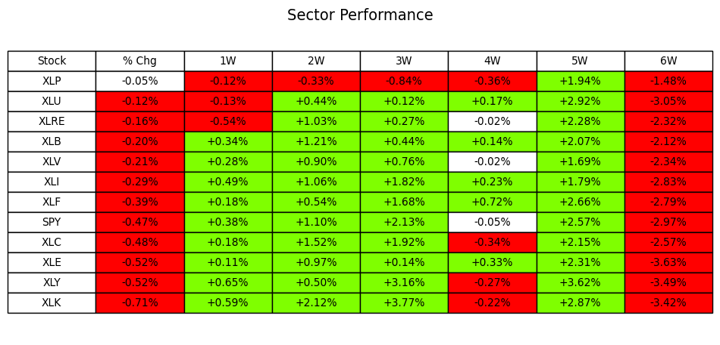 Sector Performance
Stock % Chg 1W 2W 3W 4W 5W 6W
XLP -0.05% -0.12% -0.33% -0.84% -0.36% +1.94% -1.48%
XLU -0.12% -0.13% +0.44% +0.12% +0.17% +2.92% -3.05%
XLRE -0.16% -0.54% +1.03% +0.27% -0.02% +2.28% -2.32%
XLB -0.20% +0.34% +1.21% +0.44% +0.14% +2.07% -2.12%
XLV -0.21% +0.28% +0.90% +0.76% -0.02% +1.69% -2.34%
XLI -0.29% +0.49% +1.06% +1.82% +0.23% +1.79% -2.83%
XLF -0.39% +0.18% +0.54% +1.68% +0.72% +2.66% -2.79%
SPY -0.47% +0.38% +1.10% +2.13% -0.05% +2.57% -2.97%
XLC -0.48% +0.18% +1.52% +1.92% -0.34% +2.15% -2.57%
XLE -0.52% +0.11% +0.97% +0.14% +0.33% +2.31% -3.63%
XLY -0.52% +0.65% +0.50% +3.16% -0.27% +3.62% -3.49%
XLK -0.71% +0.59% +2.12% +3.77% -0.22% +2.87% -3.42%